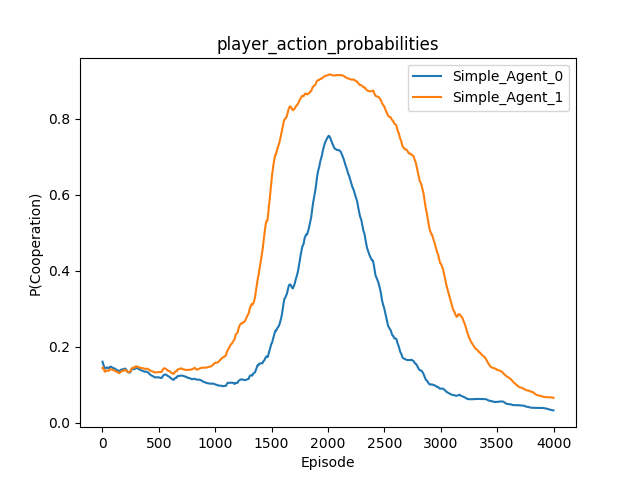 player_action_probabilities
Simple_Agent_0
Simple_Agent_1
P(Cooperation)
0.8
0.6
0.4
0.2
0.0
0 500 1000 1500 2000 2500 3000 3500 4000
Episode